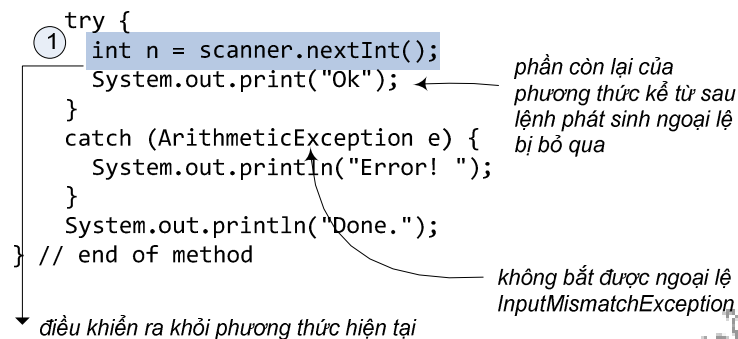 try {
1
int n = scanner.nextInt();
System.out.print("Ok");
}
catch (ArithmeticException e) {
System.out.println("Error! ");
}
System.out.println("Done.");
} // end of method
phần còn lại của
phương thức kể từ sau
lệnh phát sinh ngoại lệ
bị bỏ qua
không bắt được ngoại lệ
InputMismatchException
điều khiển ra khỏi phương thức hiện tại